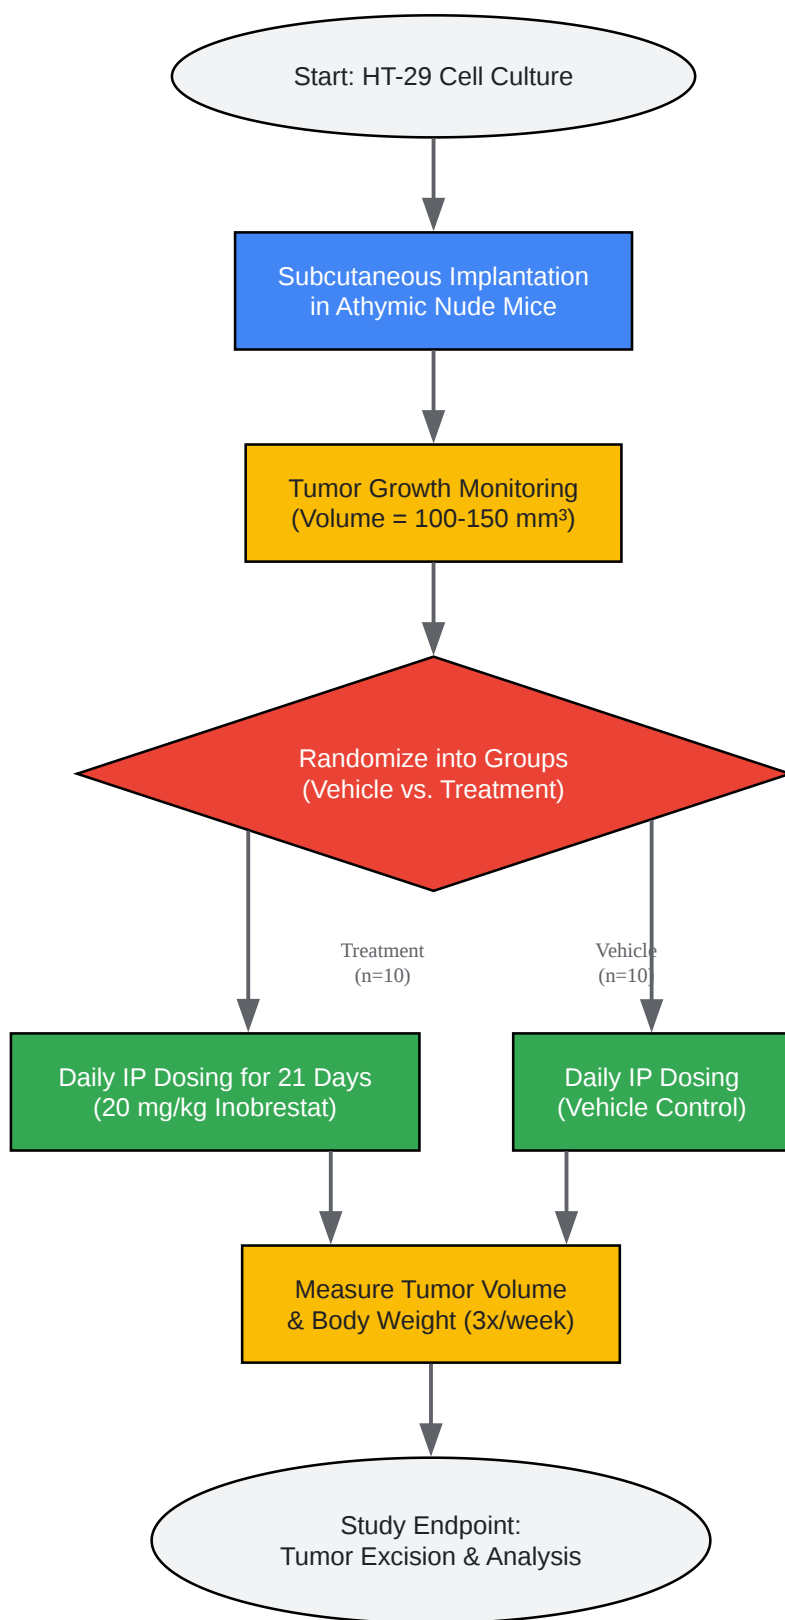 Start: HT-29 Cell Culture
Subcutaneous Implantation
in Athymic Nude Mice
Tumor Growth Monitoring
(Volume = 100-150 mm³)
Randomize into Groups
(Vehicle vs. Treatment)
Treatment
(n=10)
Vehicle
(n=10)
Daily IP Dosing for 21 Days
(20 mg/kg Inobrestat)
Daily IP Dosing
(Vehicle Control)
Measure Tumor Volume
& Body Weight (3x/week)
Study Endpoint:
Tumor Excision & Analysis